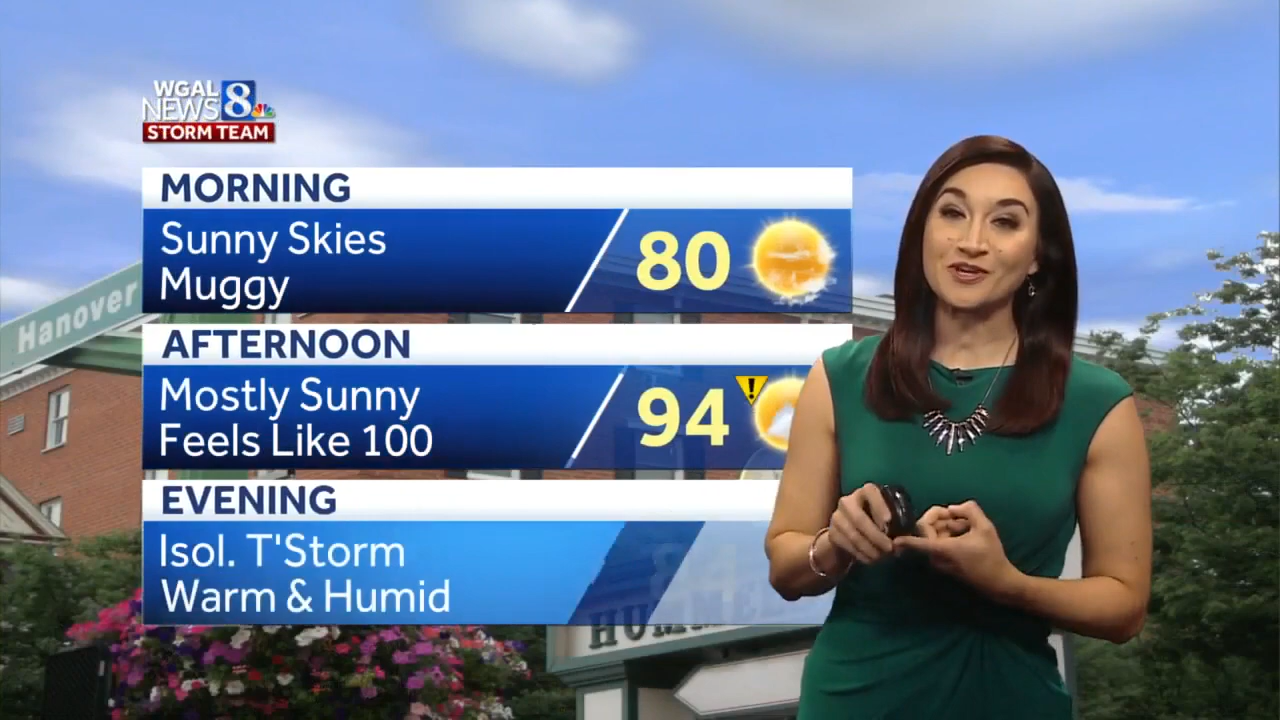 WGAL
NEWS 8
STORM TEAM
MORNING
Sunny Skies
Muggy
80
AFTERNOON
Mostly Sunny
Feels Like 100
94
!
EVENING
Isol. T'Storm
Warm & Humid
Hanover